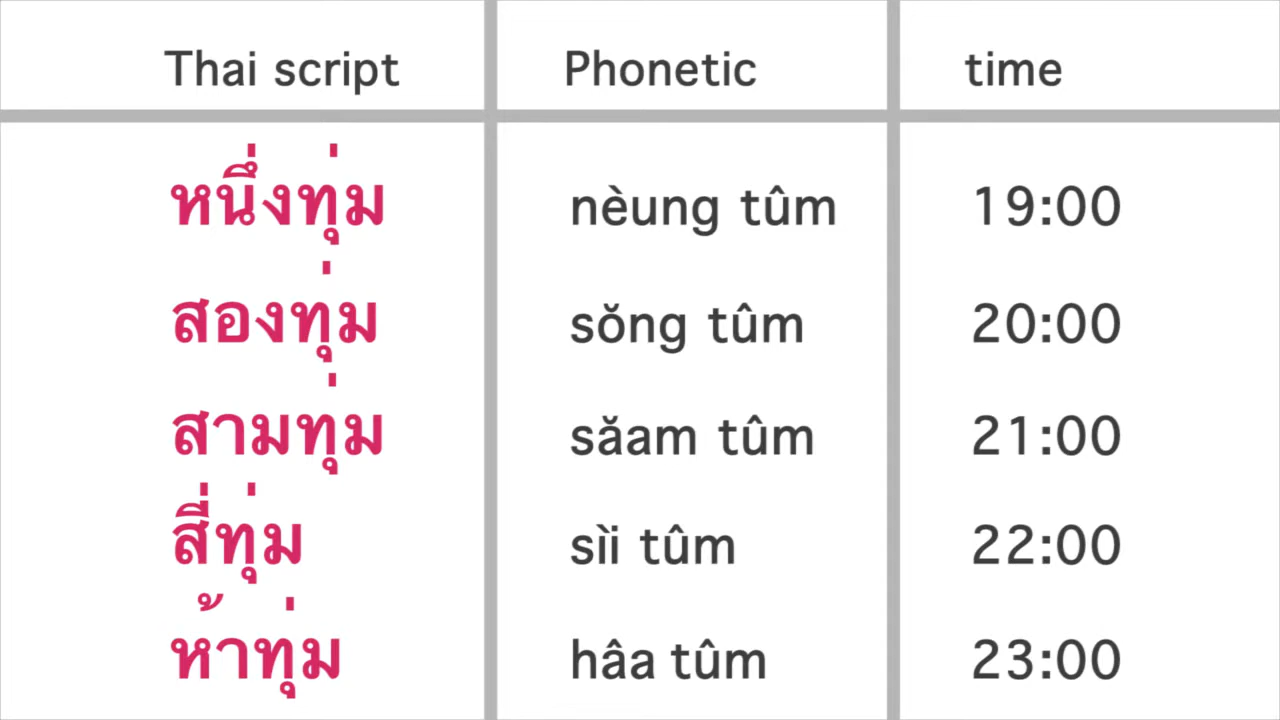 Thai script Phonetic time
หนึ่งทุ่ม nèung tûm 19:00
สองทุ่ม sŏng tûm 20:00
สามทุ่ม săam tûm 21:00
สี่ทุ่ม sìi tûm 22:00
ห้าทุ่ม hâa tûm 23:00